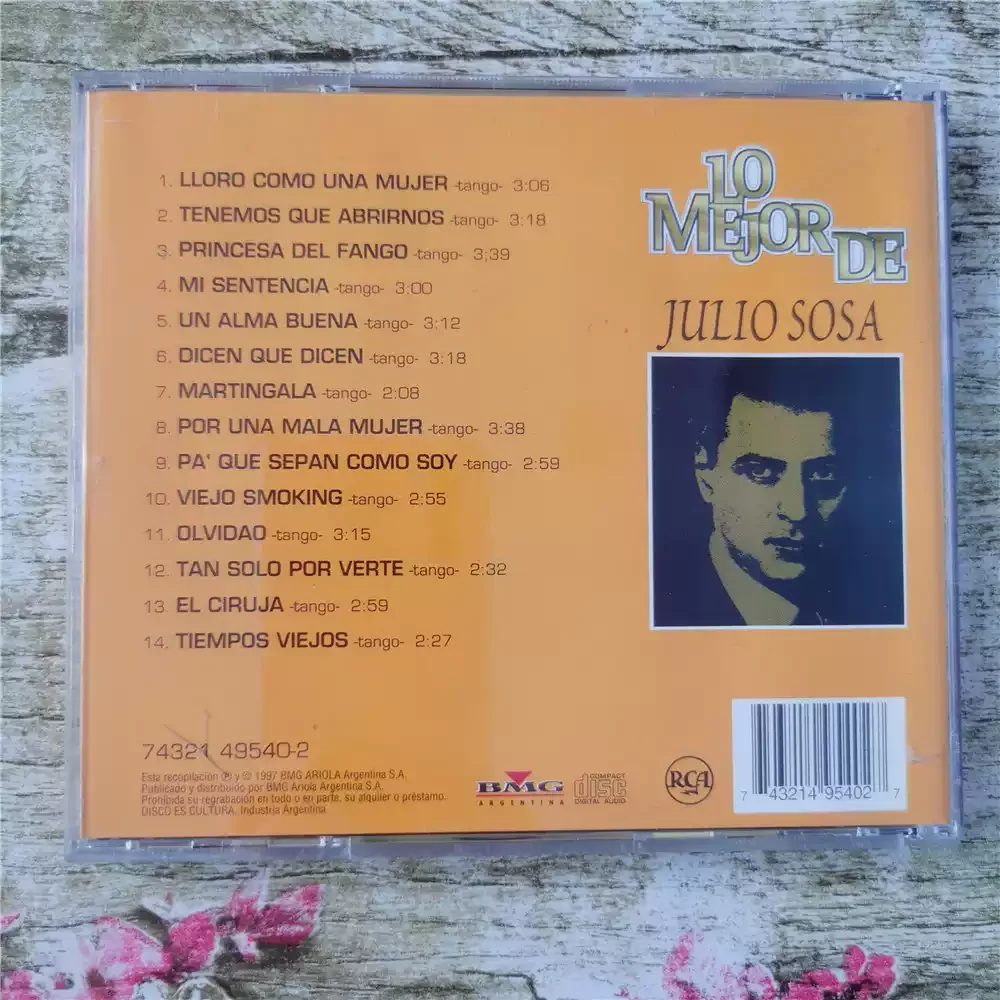 1. LLORO COMO UNA MUJER -tango- 3:06
2. TENEMOS QUE ABRIRNOS -tango- 3:18
3. PRINCESA DEL FANGO -tango- 3;39
4. MI SENTENCIA -tango- 3:00
5. UN ALMA BUENA -tango- 3:12
6. DICEN QUE DICEN -tango- 3:18
7. MARTINGALA -tango- 2:08
8. POR UNA MALA MUJER -tango- 3:38
9. PA' QUE SEPAN COMO SOY -tango- 2:59
10. VIEJO SMOKING -tango- 2:55
11. OLVIDAO -tango- 3:15
12. TAN SOLO POR VERTE -tango- 2:32
13. EL CIRUJA -tango- 2:59
14. TIEMPOS VIEJOS -tango- 2:27
LO
MEJOR DE
JULIO SOSA
74321 49540-2
Esta recopilación ℗ y © 1997 BMG ARIOLA Argentina S.A.
Publicado y distribuido por BMG Ariola Argentina S.A.
Prohibida su regrabación en todo o en parte, su alquiler o préstamo.
DISCO ES CULTURA. Industria Argentina
BMG
ARGENTINA
COMPACT
disc
DIGITAL AUDIO
RCA
7 43214 95402 7